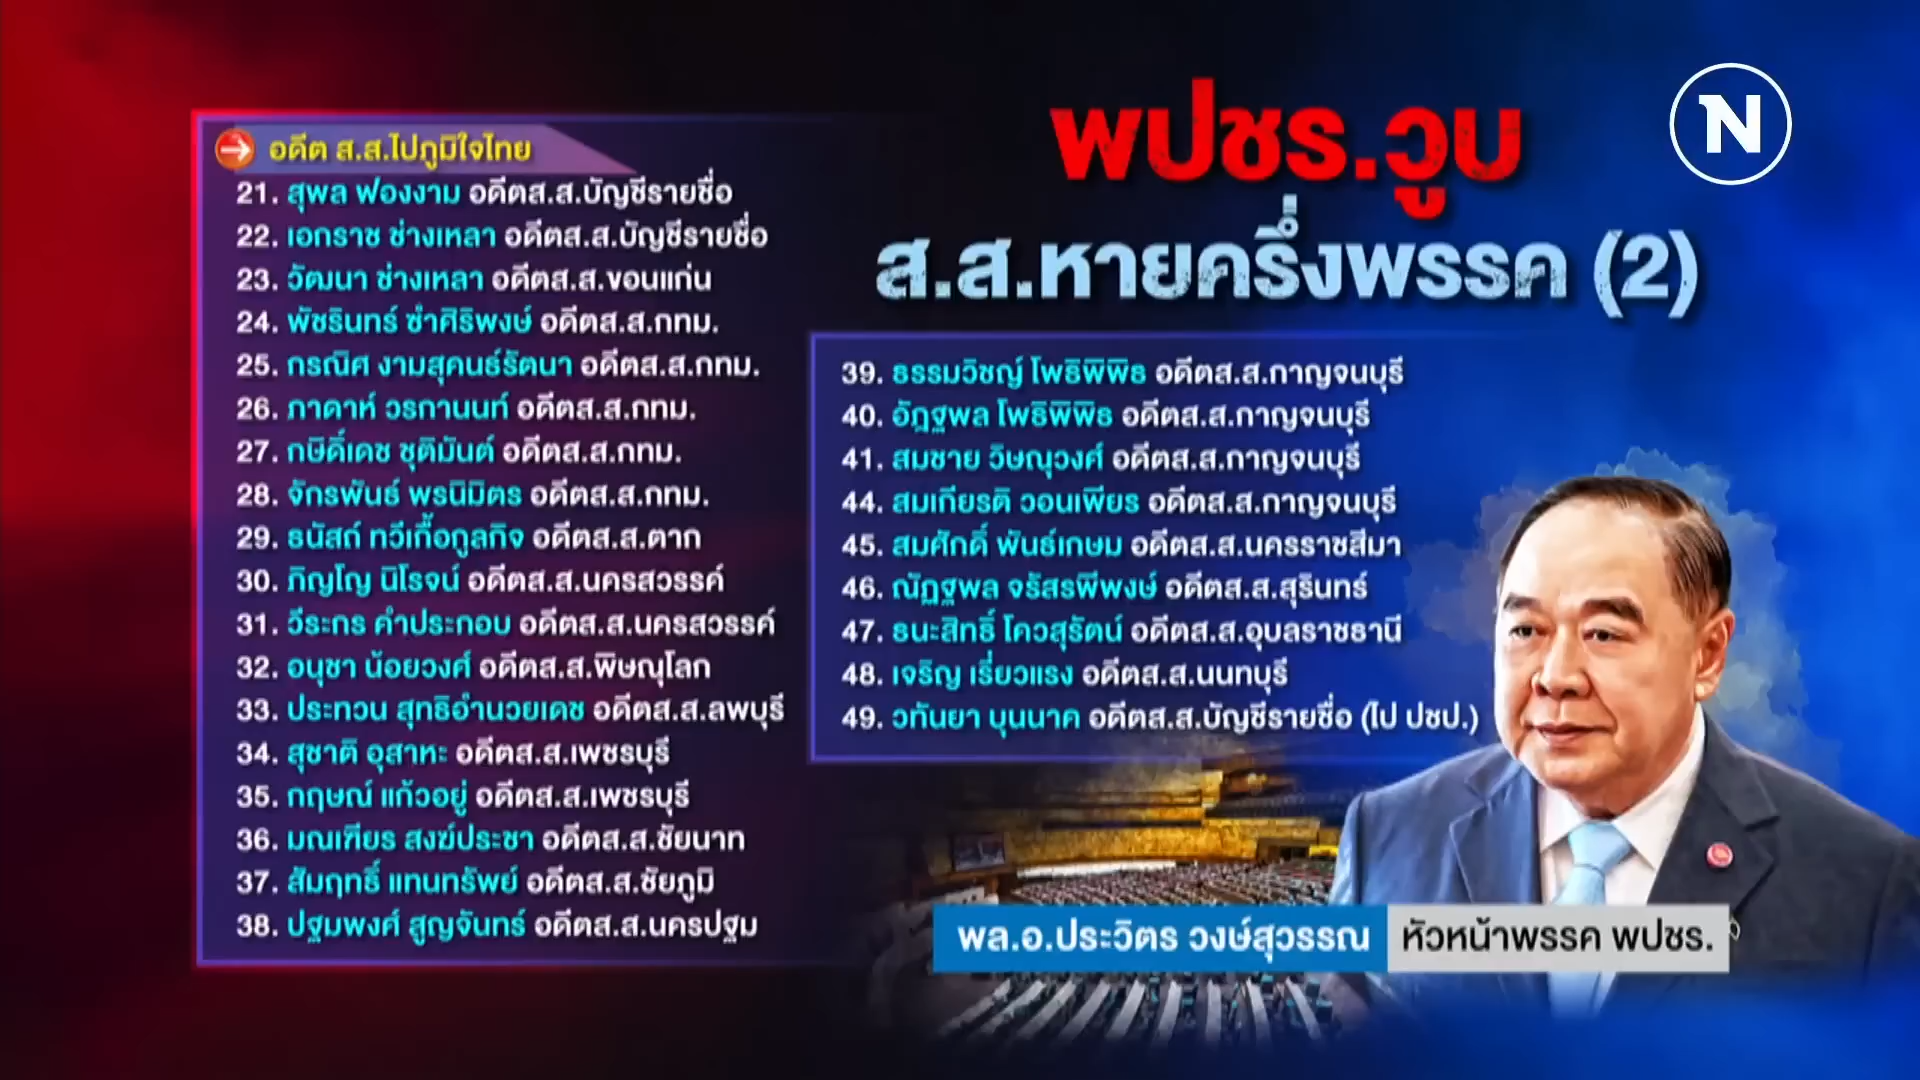 พปชร.วูบ
ส.ส.หายครึ่งพรรค (2)
N
อดีต ส.ส.ไปภูมิใจไทย
21. สุพล ฟองงาม อดีตส.ส.บัญชีรายชื่อ
22. เอกราช ช่างเหลา อดีตส.ส.บัญชีรายชื่อ
23. วัฒนา ช่างเหลา อดีตส.ส.ขอนแก่น
24. พัชรินทร์ ซำศิริพงษ์ อดีตส.ส.กทม.
25. กรณิศ งามสุคนธ์รัตนา อดีตส.ส.กทม.
26. ภาดาท์ วรกานนท์ อดีตส.ส.กทม.
27. กษิดิ์เดช ชุติมันต์ อดีตส.ส.กทม.
28. จักรพันธ์ พรนิมิตร อดีตส.ส.กทม.
29. ธนัสถ์ ทวีเกื้อกูลกิจ อดีตส.ส.ตาก
30. ภิญโญ นิโรจน์ อดีตส.ส.นครสวรรค์
31. วีระกร คำประกอบ อดีตส.ส.นครสวรรค์
32. อนุชา น้อยวงศ์ อดีตส.ส.พิษณุโลก
33. ประทวน สุทธิอำนวยเดช อดีตส.ส.ลพบุรี
34. สุชาติ อุสาหะ อดีตส.ส.เพชรบุรี
35. กฤษณ์ แก้วอยู่ อดีตส.ส.เพชรบุรี
36. มณเฑียร สงฆ์ประชา อดีตส.ส.ชัยนาท
37. สัมฤทธิ์ แทนทรัพย์ อดีตส.ส.ชัยภูมิ
38. ปฐมพงศ์ สูญจันทร์ อดีตส.ส.นครปฐม
39. ธรรมวิชญ์ โพธิพิพิธ อดีตส.ส.กาญจนบุรี
40. อัฏฐพล โพธิพิพิธ อดีตส.ส.กาญจนบุรี
41. สมชาย วิษณุวงศ์ อดีตส.ส.กาญจนบุรี
44. สมเกียรติ วอนเพียร อดีตส.ส.กาญจนบุรี
45. สมศักดิ์ พันธ์เกษม อดีตส.ส.นครราชสีมา
46. ณัฏฐพล จรัสรพีพงษ์ อดีตส.ส.สุรินทร์
47. ธนะสิทธิ์ โควสุรัตน์ อดีตส.ส.อุบลราชธานี
48. เจริญ เรี่ยวแรง อดีตส.ส.นนทบุรี
49. วทันยา บุนนาค อดีตส.ส.บัญชีรายชื่อ (ไป ปชป.)
พล.อ.ประวิตร วงษ์สุวรรณ หัวหน้าพรรค พปชร.